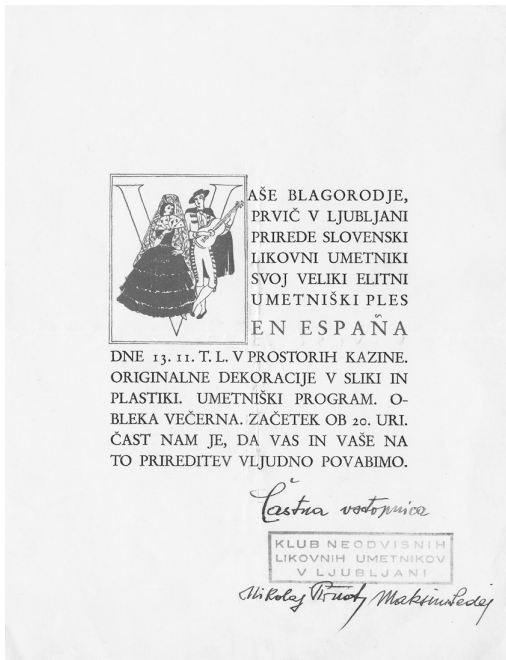 VAŠE BLAGORODJE,
PRVIČ V LJUBLJANI
PRIREDE SLOVENSKI
LIKOVNI UMETNIKI
SVOJ VELIKI ELITNI
UMETNIŠKI PLES
EN ESPAÑA
DNE 13. 11. T. L. V PROSTORIH KAZINE.
ORIGINALNE DEKORACIJE V SLIKI IN
PLASTIKI. UMETNIŠKI PROGRAM. O-
BLEKA VEČERNA. ZAČETEK OB 20. URI.
ČAST NAM JE, DA VAS IN VAŠE NA
TO PRIREDITEV VLJUDNO POVABIMO.
Častna vstopnica
KLUB NEODVISNIH
LIKOVNIH UMETNIKOV
V LJUBLJANI
Nikolaj Pirnat Maksim Sedej